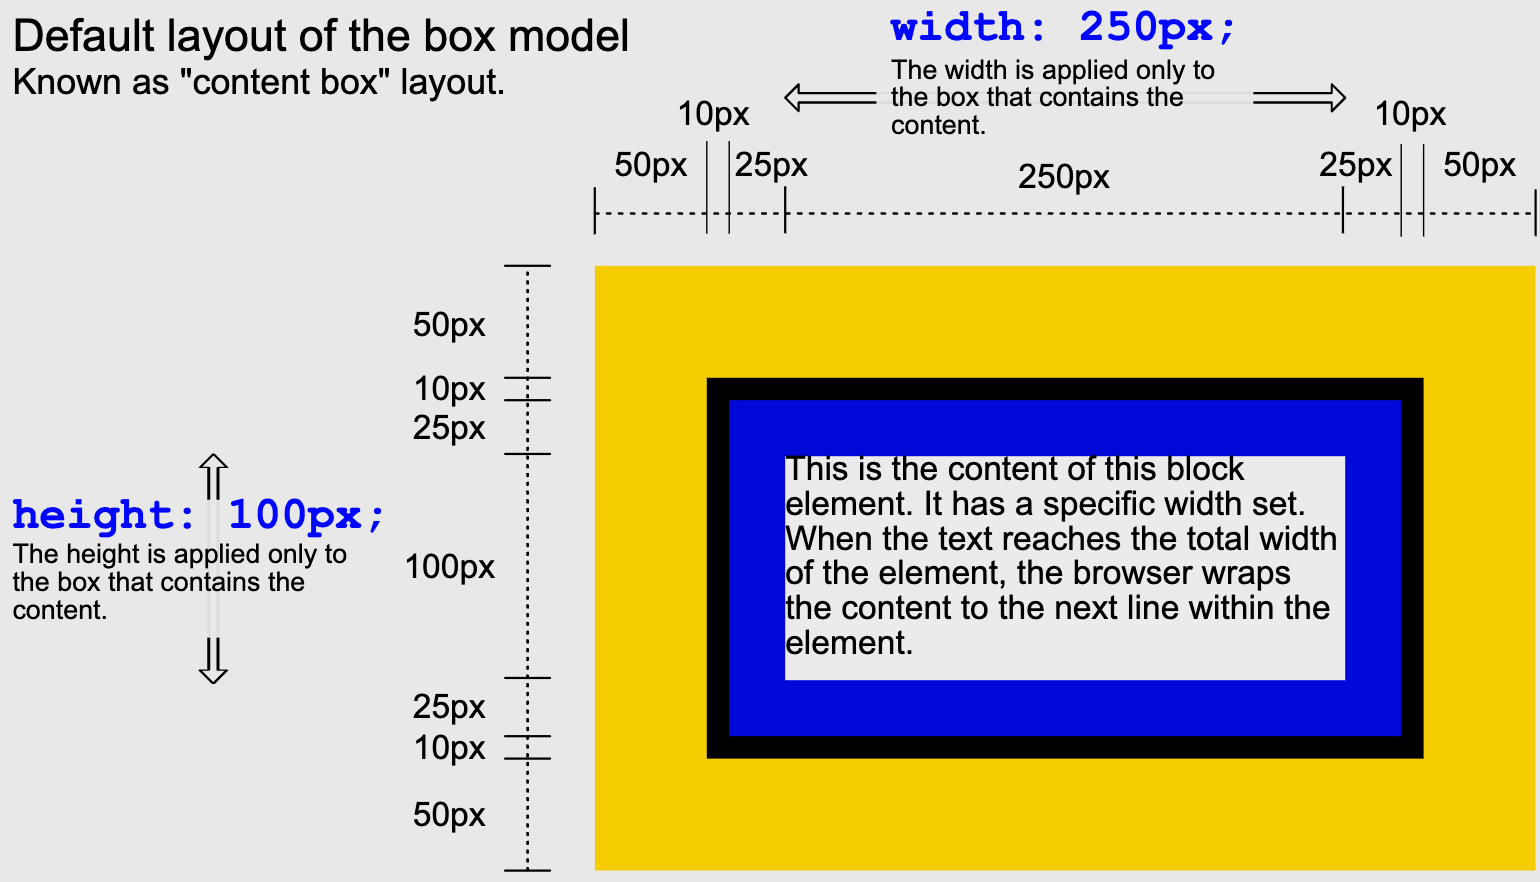 Default layout of the box model
Known as "content box" layout.
width: 250px;
The width is applied only to
the box that contains the
content.
10px
10px
50px
25px
250px
25px
50px
50px
10px
25px
height: 100px;
The height is applied only to
the box that contains the
content.
100px
25px
10px
50px
This is the content of this block
element. It has a specific width set.
When the text reaches the total width
of the element, the browser wraps
the content to the next line within the
element.